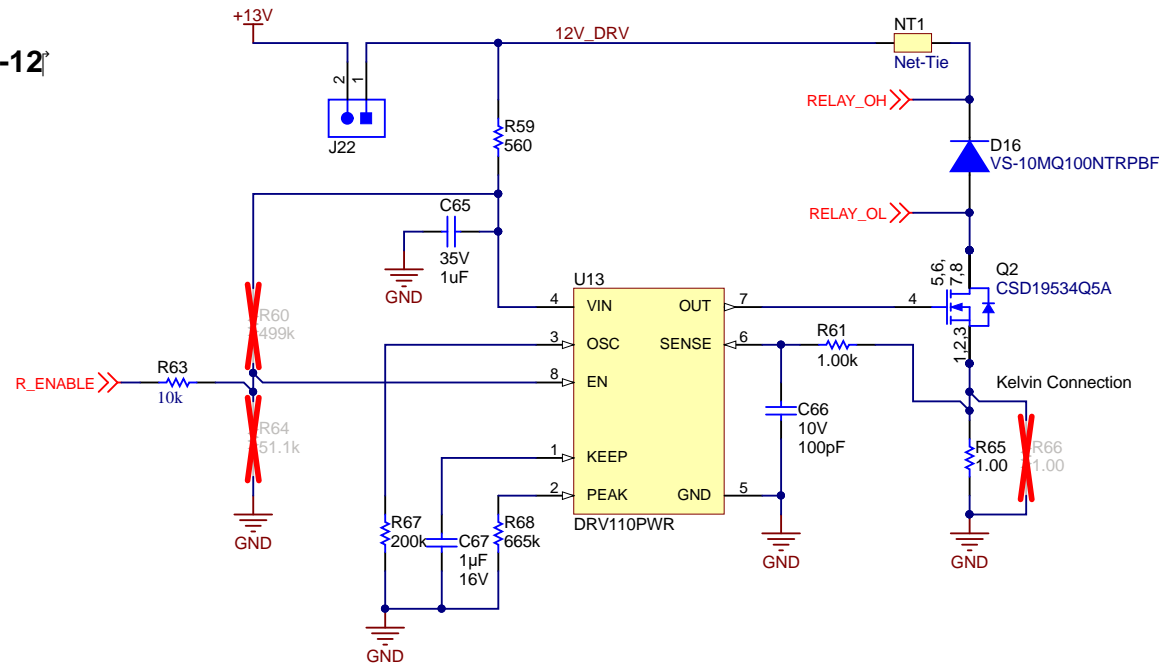 +13V
-12
2
1
J22
12V_DRV
NT1
Net-Tie
RELAY_OH
R59
560
D16
VS-10MQ100NTRPBF
RELAY_OL
C65
35V
1uF
GND
5,6,
7,8
Q2
CSD19534Q5A
1,2,3
U13
4
VIN
OUT
7
4
R60
499k
3
OSC
SENSE
6
R61
1.00k
R_ENABLE
R63
10k
8
EN
Kelvin Connection
R64
51.1k
C66
10V
100pF
R65
1.00
R66
1.00
1
KEEP
2
PEAK
GND
5
DRV110PWR
GND
R67
200k
C67
1µF
16V
R68
665k
GND
GND
GND